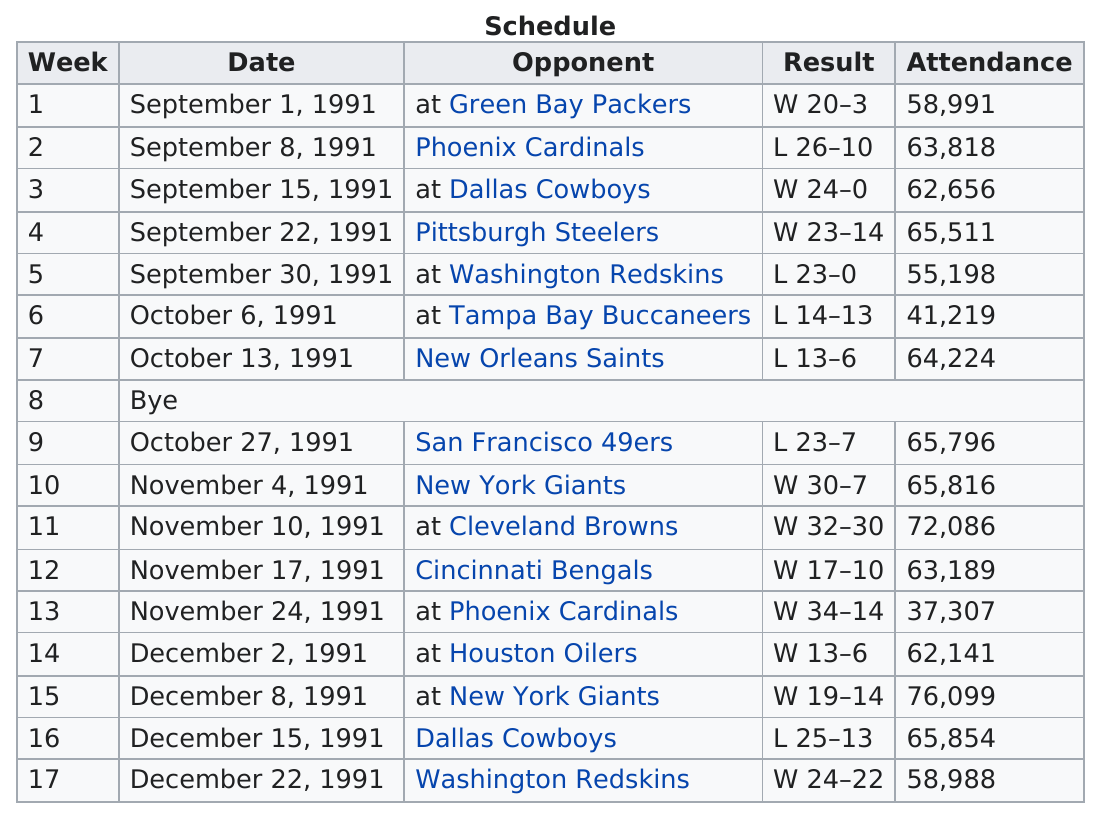 Schedule
Week Date Opponent Result Attendance
1 September 1, 1991 at Green Bay Packers W 20–3 58,991
2 September 8, 1991 Phoenix Cardinals L 26–10 63,818
3 September 15, 1991 at Dallas Cowboys W 24–0 62,656
4 September 22, 1991 Pittsburgh Steelers W 23–14 65,511
5 September 30, 1991 at Washington Redskins L 23–0 55,198
6 October 6, 1991 at Tampa Bay Buccaneers L 14–13 41,219
7 October 13, 1991 New Orleans Saints L 13–6 64,224
8 Bye
9 October 27, 1991 San Francisco 49ers L 23–7 65,796
10 November 4, 1991 New York Giants W 30–7 65,816
11 November 10, 1991 at Cleveland Browns W 32–30 72,086
12 November 17, 1991 Cincinnati Bengals W 17–10 63,189
13 November 24, 1991 at Phoenix Cardinals W 34–14 37,307
14 December 2, 1991 at Houston Oilers W 13–6 62,141
15 December 8, 1991 at New York Giants W 19–14 76,099
16 December 15, 1991 Dallas Cowboys L 25–13 65,854
17 December 22, 1991 Washington Redskins W 24–22 58,988